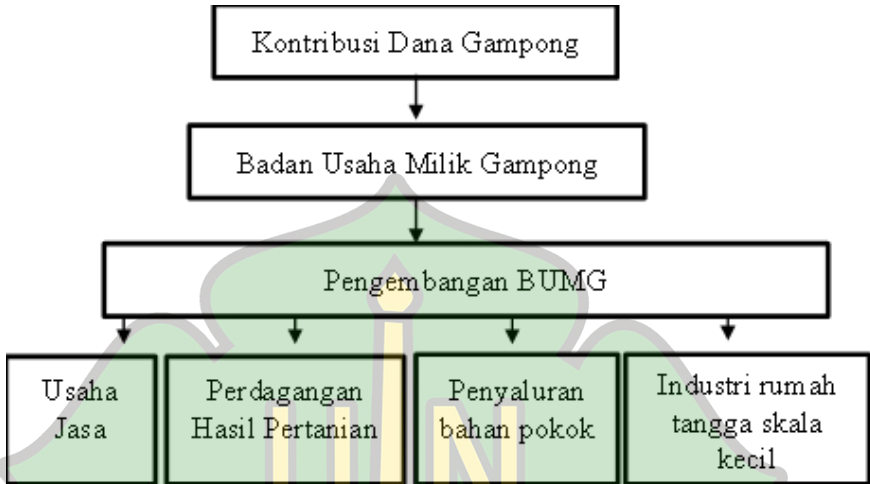 Kontribusi Dana Gampong
Badan Usaha Milik Gampong
Pengembangan BUMG
Usaha
Jasa
Perdagangan
Hasil Pertanian
Penyaluran
bahan pokok
Industri rumah
tangga skala
kecil
UIN